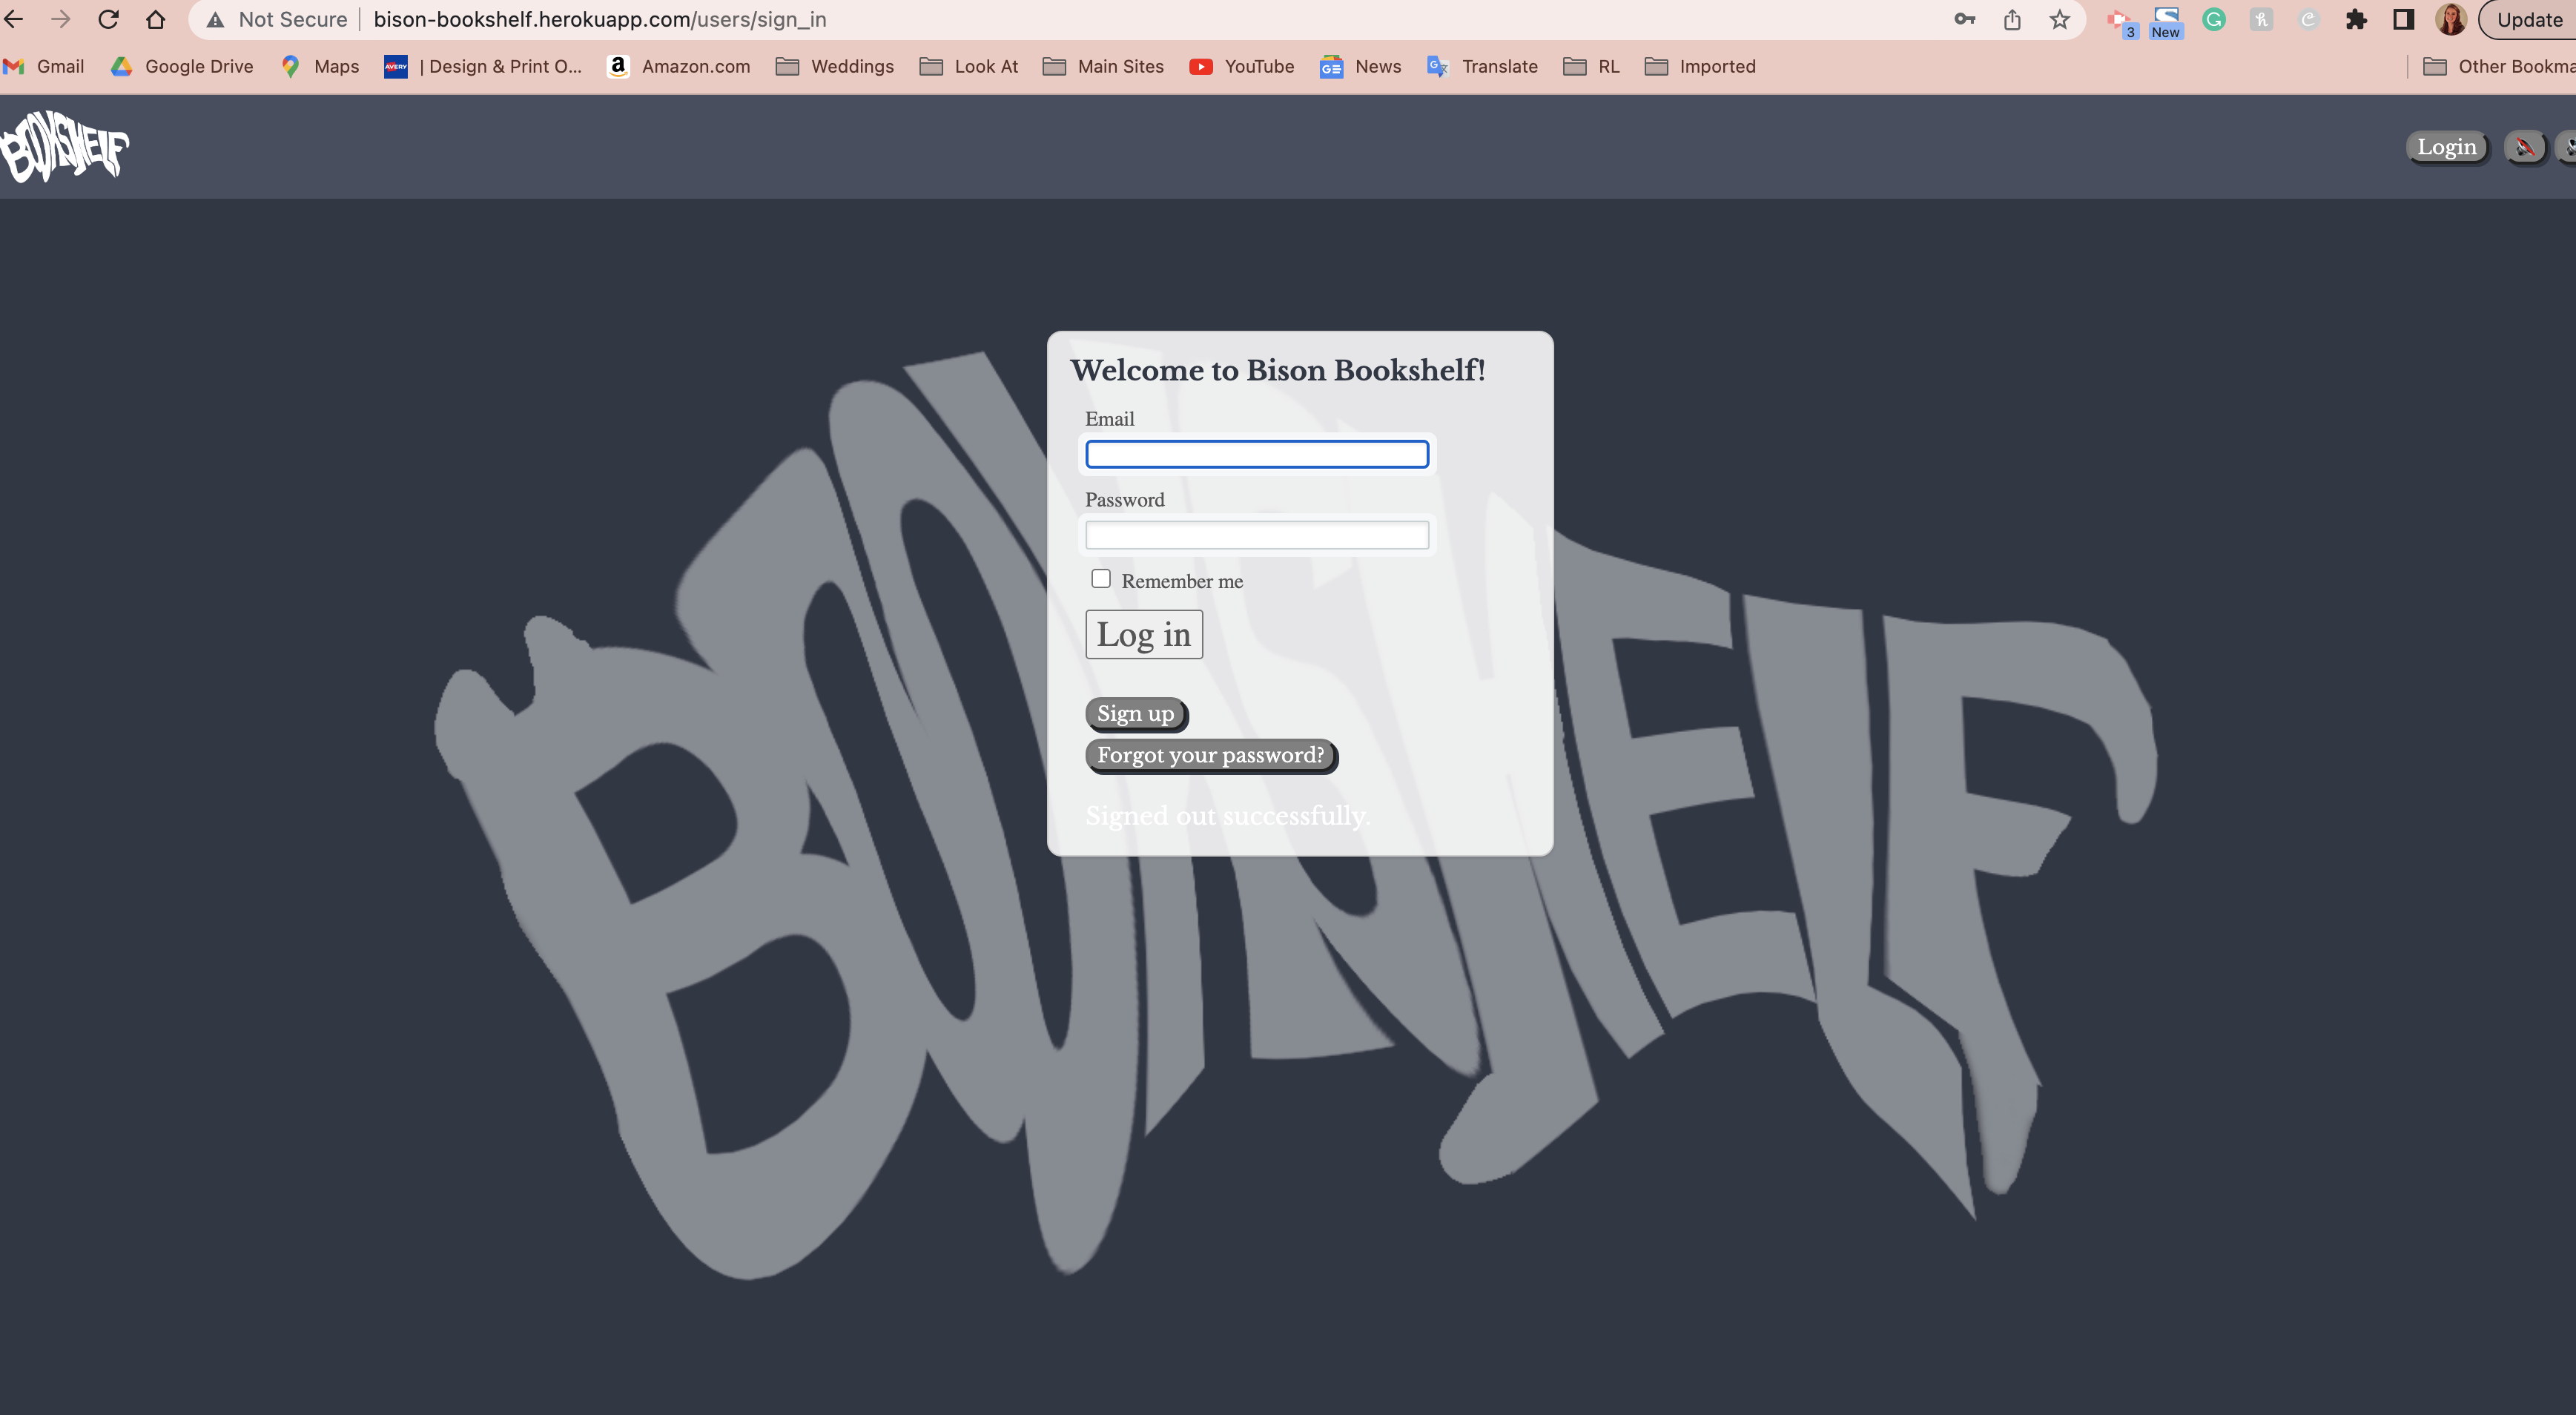 Not Secure bison-bookshelf.herokuapp.com/users/sign_in 3 New Update
Gmail Google Drive Maps AVERY | Design & Print O... Amazon.com Weddings Look At Main Sites YouTube News Translate RL Imported Other Bookma
BOOKSHELF Login
Welcome to Bison Bookshelf!
Email
Password
Remember me
Log in
Sign up
Forgot your password?
Signed out successfully.
BOOKSHELF